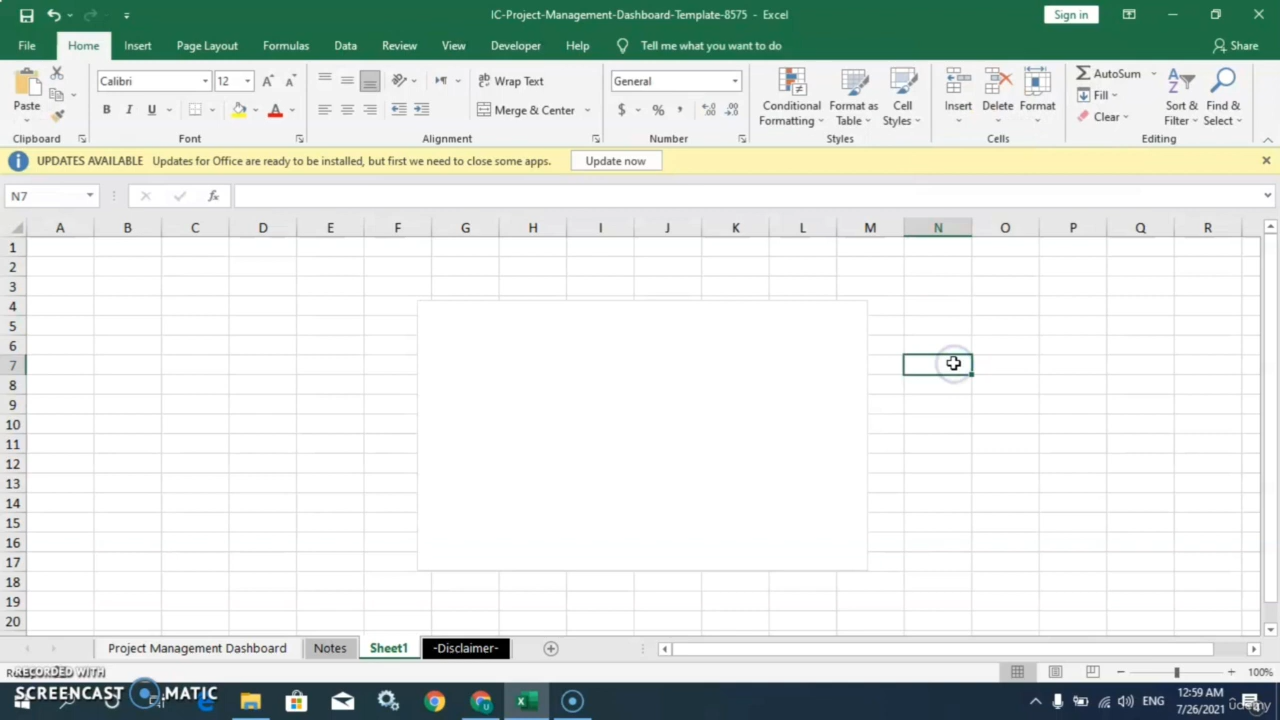 IC-Project-Management-Dashboard-Template-8575 - Excel
Sign in
File Home Insert Page Layout Formulas Data Review View Developer Help Tell me what you want to do Share
Paste
Calibri 12
B I U
Wrap Text
Merge & Center
General
$ % ,
Conditional Formatting
Format as Table
Cell Styles
Insert Delete Format
AutoSum
Fill
Clear
Sort & Filter
Find & Select
Clipboard Font Alignment Number Styles Cells Editing
UPDATES AVAILABLE Updates for Office are ready to be installed, but first we need to close some apps. Update now
N7 fx
A B C D E F G H I J K L M N O P Q R
1
2
3
4
5
6
7
8
9
10
11
12
13
14
15
16
17
18
19
20
Project Management Dashboard Notes Sheet1 -Disclaimer-
100%
RECORDED WITH
SCREENCAST MATIC
ENG
12:59 AM
7/26/2021
udemy